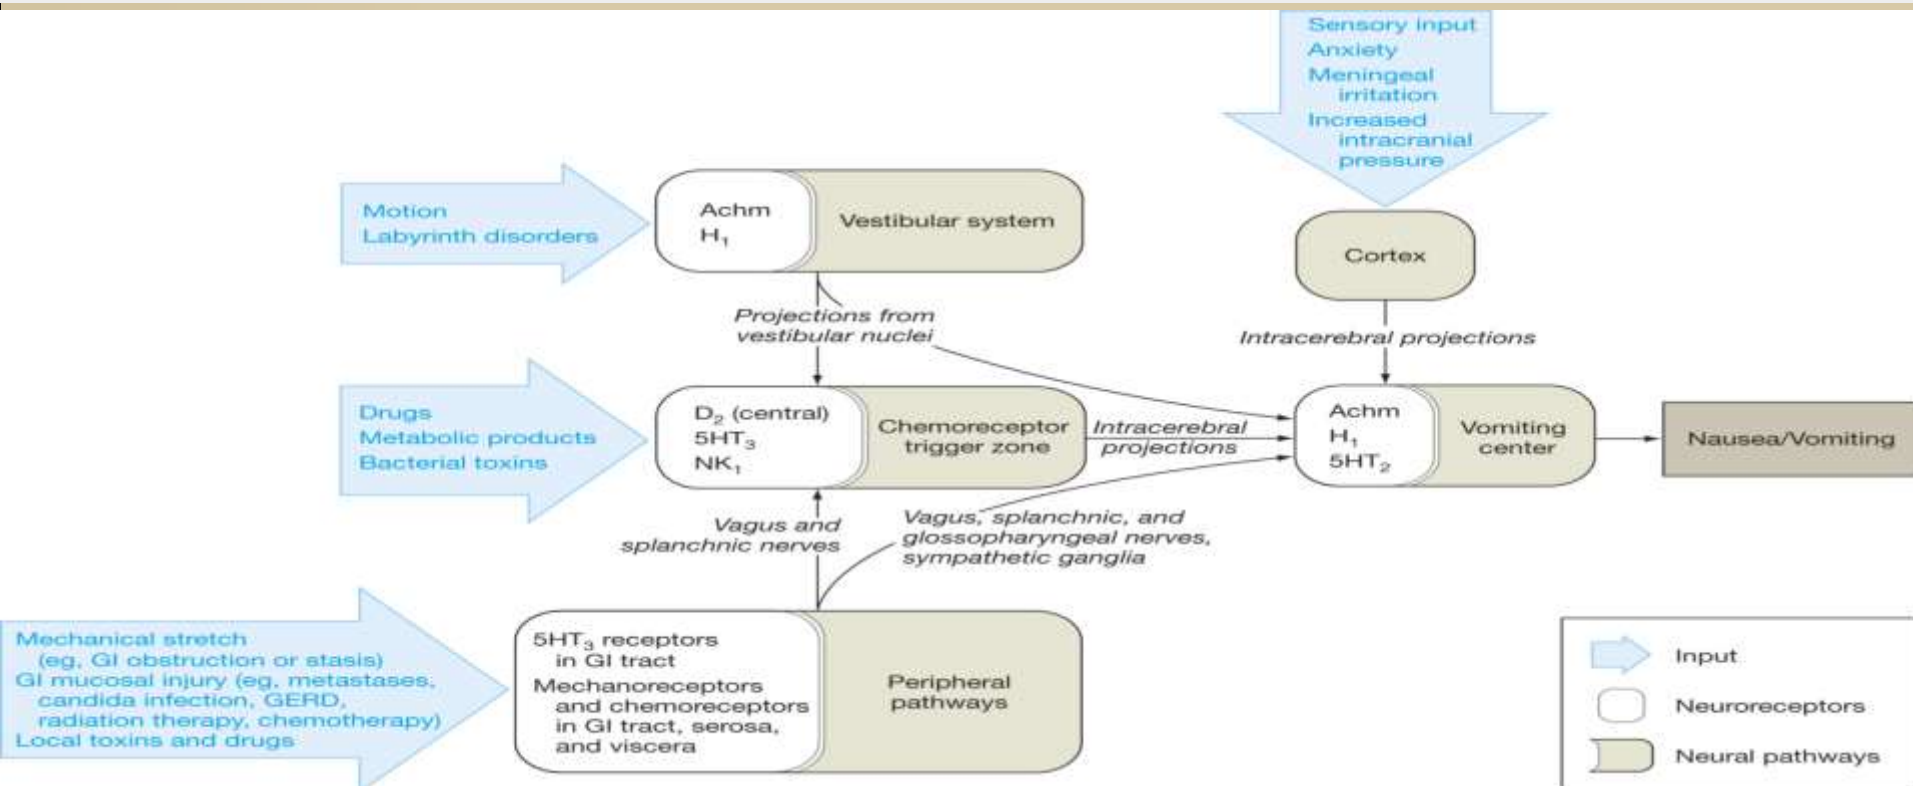 Sensory input
Anxiety
Meningeal
irritation
Increased
intracranial
pressure
Motion
Labyrinth disorders
Achm
H₁
Vestibular system
Cortex
Projections from
vestibular nuclei
Intracerebral projections
Drugs
Metabolic products
Bacterial toxins
D₂ (central)
5HT₃
NK₁
Chemoreceptor
trigger zone
Intracerebral
projections
Achm
H₁
5HT₂
Vomiting
center
Nausea/Vomiting
Vagus and
splanchnic nerves
Vagus, splanchnic, and
glossopharyngeal nerves,
sympathetic ganglia
Mechanical stretch
(eg, GI obstruction or stasis)
GI mucosal injury (eg, metastases,
candida infection, GERD,
radiation therapy, chemotherapy)
Local toxins and drugs
5HT₃ receptors
in GI tract
Mechanoreceptors
and chemoreceptors
in GI tract, serosa,
and viscera
Peripheral
pathways
Input
Neuroreceptors
Neural pathways